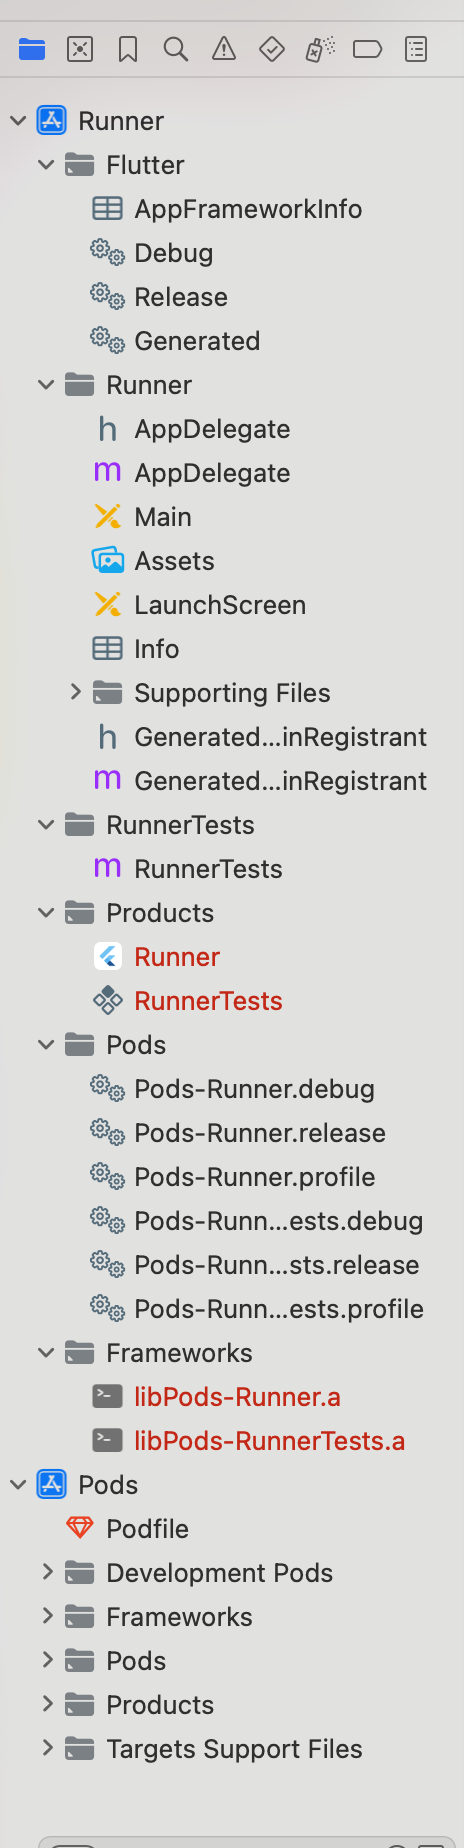 Runner
Flutter
AppFrameworkInfo
Debug
Release
Generated
Runner
h AppDelegate
m AppDelegate
Main
Assets
LaunchScreen
Info
Supporting Files
h Generated...inRegistrant
m Generated...inRegistrant
RunnerTests
m RunnerTests
Products
Runner
RunnerTests
Pods
Pods-Runner.debug
Pods-Runner.release
Pods-Runner.profile
Pods-Runn...ests.debug
Pods-Runn...sts.release
Pods-Runn...ests.profile
Frameworks
libPods-Runner.a
libPods-RunnerTests.a
Pods
Podfile
Development Pods
Frameworks
Pods
Products
Targets Support Files